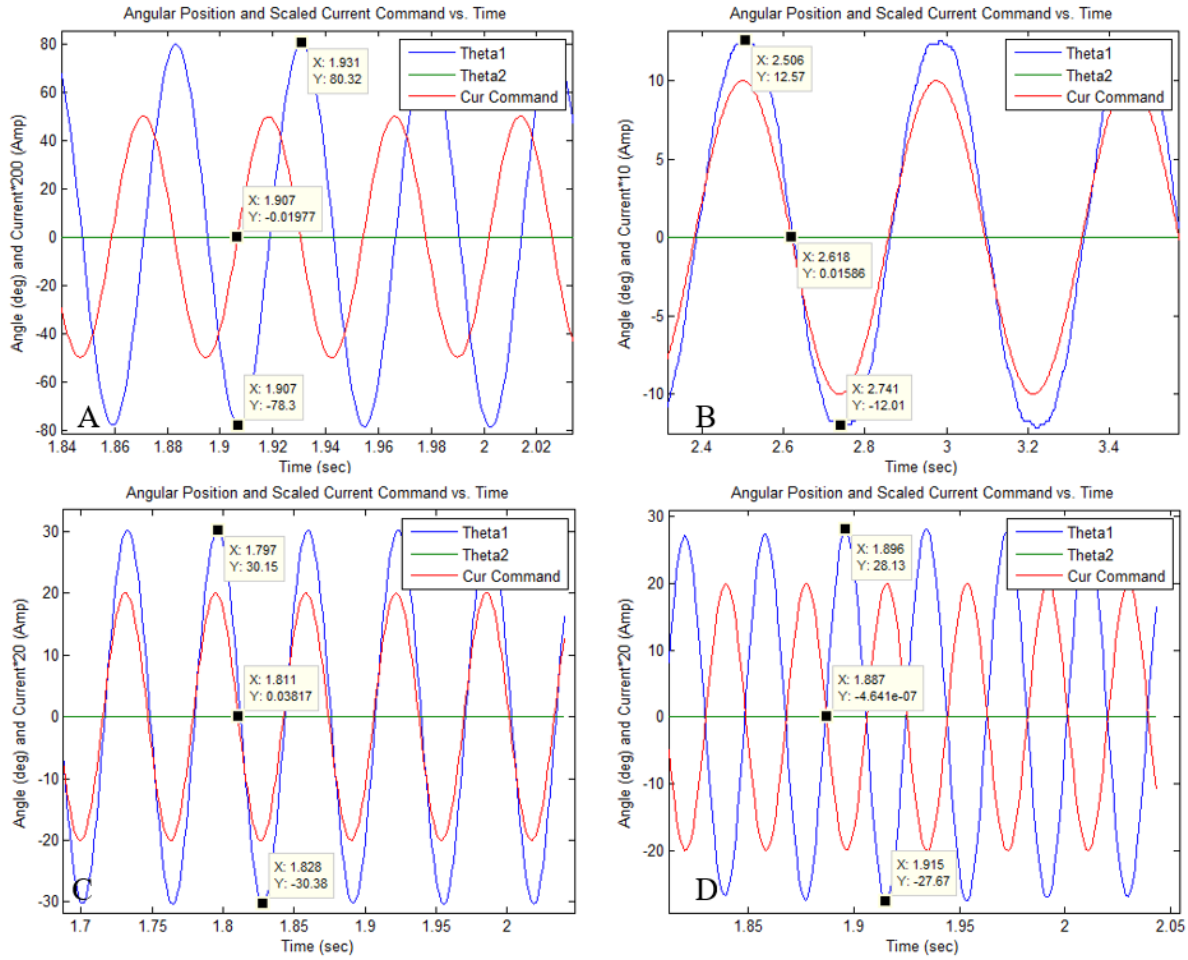 Angular Position and Scaled Current Command vs. Time
Angle (deg) and Current*200 (Amp)
80
60
40
20
0
-20
-40
-60
-80
Theta1
Theta2
Cur Command
X: 1.931
Y: 80.32
X: 1.907
Y: -0.01977
X: 1.907
Y: -78.3
A
1.84
1.86
1.88
1.9
1.92
1.94
1.96
1.98
2
2.02
Time (sec)
Angular Position and Scaled Current Command vs. Time
Angle (deg) and Current*10 (Amp)
10
5
0
-5
-10
Theta1
Theta2
Cur Command
X: 2.506
Y: 12.57
X: 2.618
Y: 0.01586
X: 2.741
Y: -12.01
B
2.4
2.6
2.8
3
3.2
3.4
Time (sec)
Angular Position and Scaled Current Command vs. Time
Angle (deg) and Current*20 (Amp)
30
20
10
0
-10
-20
-30
Theta1
Theta2
Cur Command
X: 1.797
Y: 30.15
X: 1.811
Y: 0.03817
X: 1.828
Y: -30.38
C
1.7
1.75
1.8
1.85
1.9
1.95
2
Time (sec)
Angular Position and Scaled Current Command vs. Time
Angle (deg) and Current*20 (Amp)
30
20
10
0
-10
-20
Theta1
Theta2
Cur Command
X: 1.896
Y: 28.13
X: 1.887
Y: -4.641e-07
X: 1.915
Y: -27.67
D
1.85
1.9
1.95
2
2.05
Time (sec)